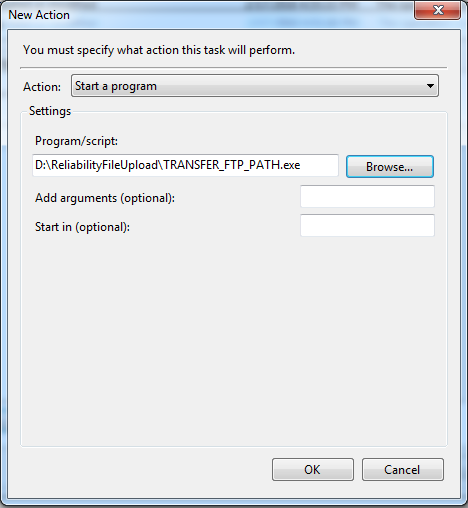 New Action
You must specify what action this task will perform.
Action: Start a program
Settings
Program/script:
D:\ReliabilityFileUpload\TRANSFER_FTP_PATH.exe Browse...
Add arguments (optional):
Start in (optional):
OK Cancel